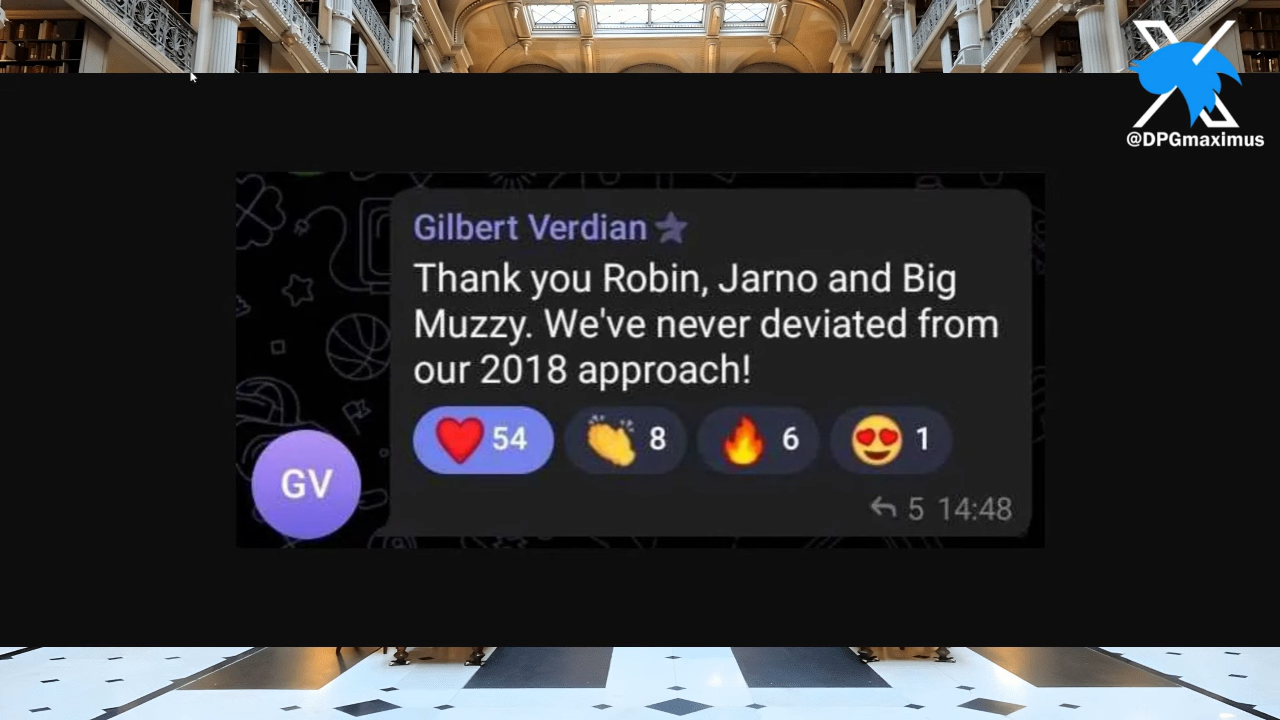 @DPGmaximus
Gilbert Verdian
Thank you Robin, Jarno and Big
Muzzy. We've never deviated from
our 2018 approach!
❤️ 54 👏 8 🔥 6 😍 1
GV
5 14:48